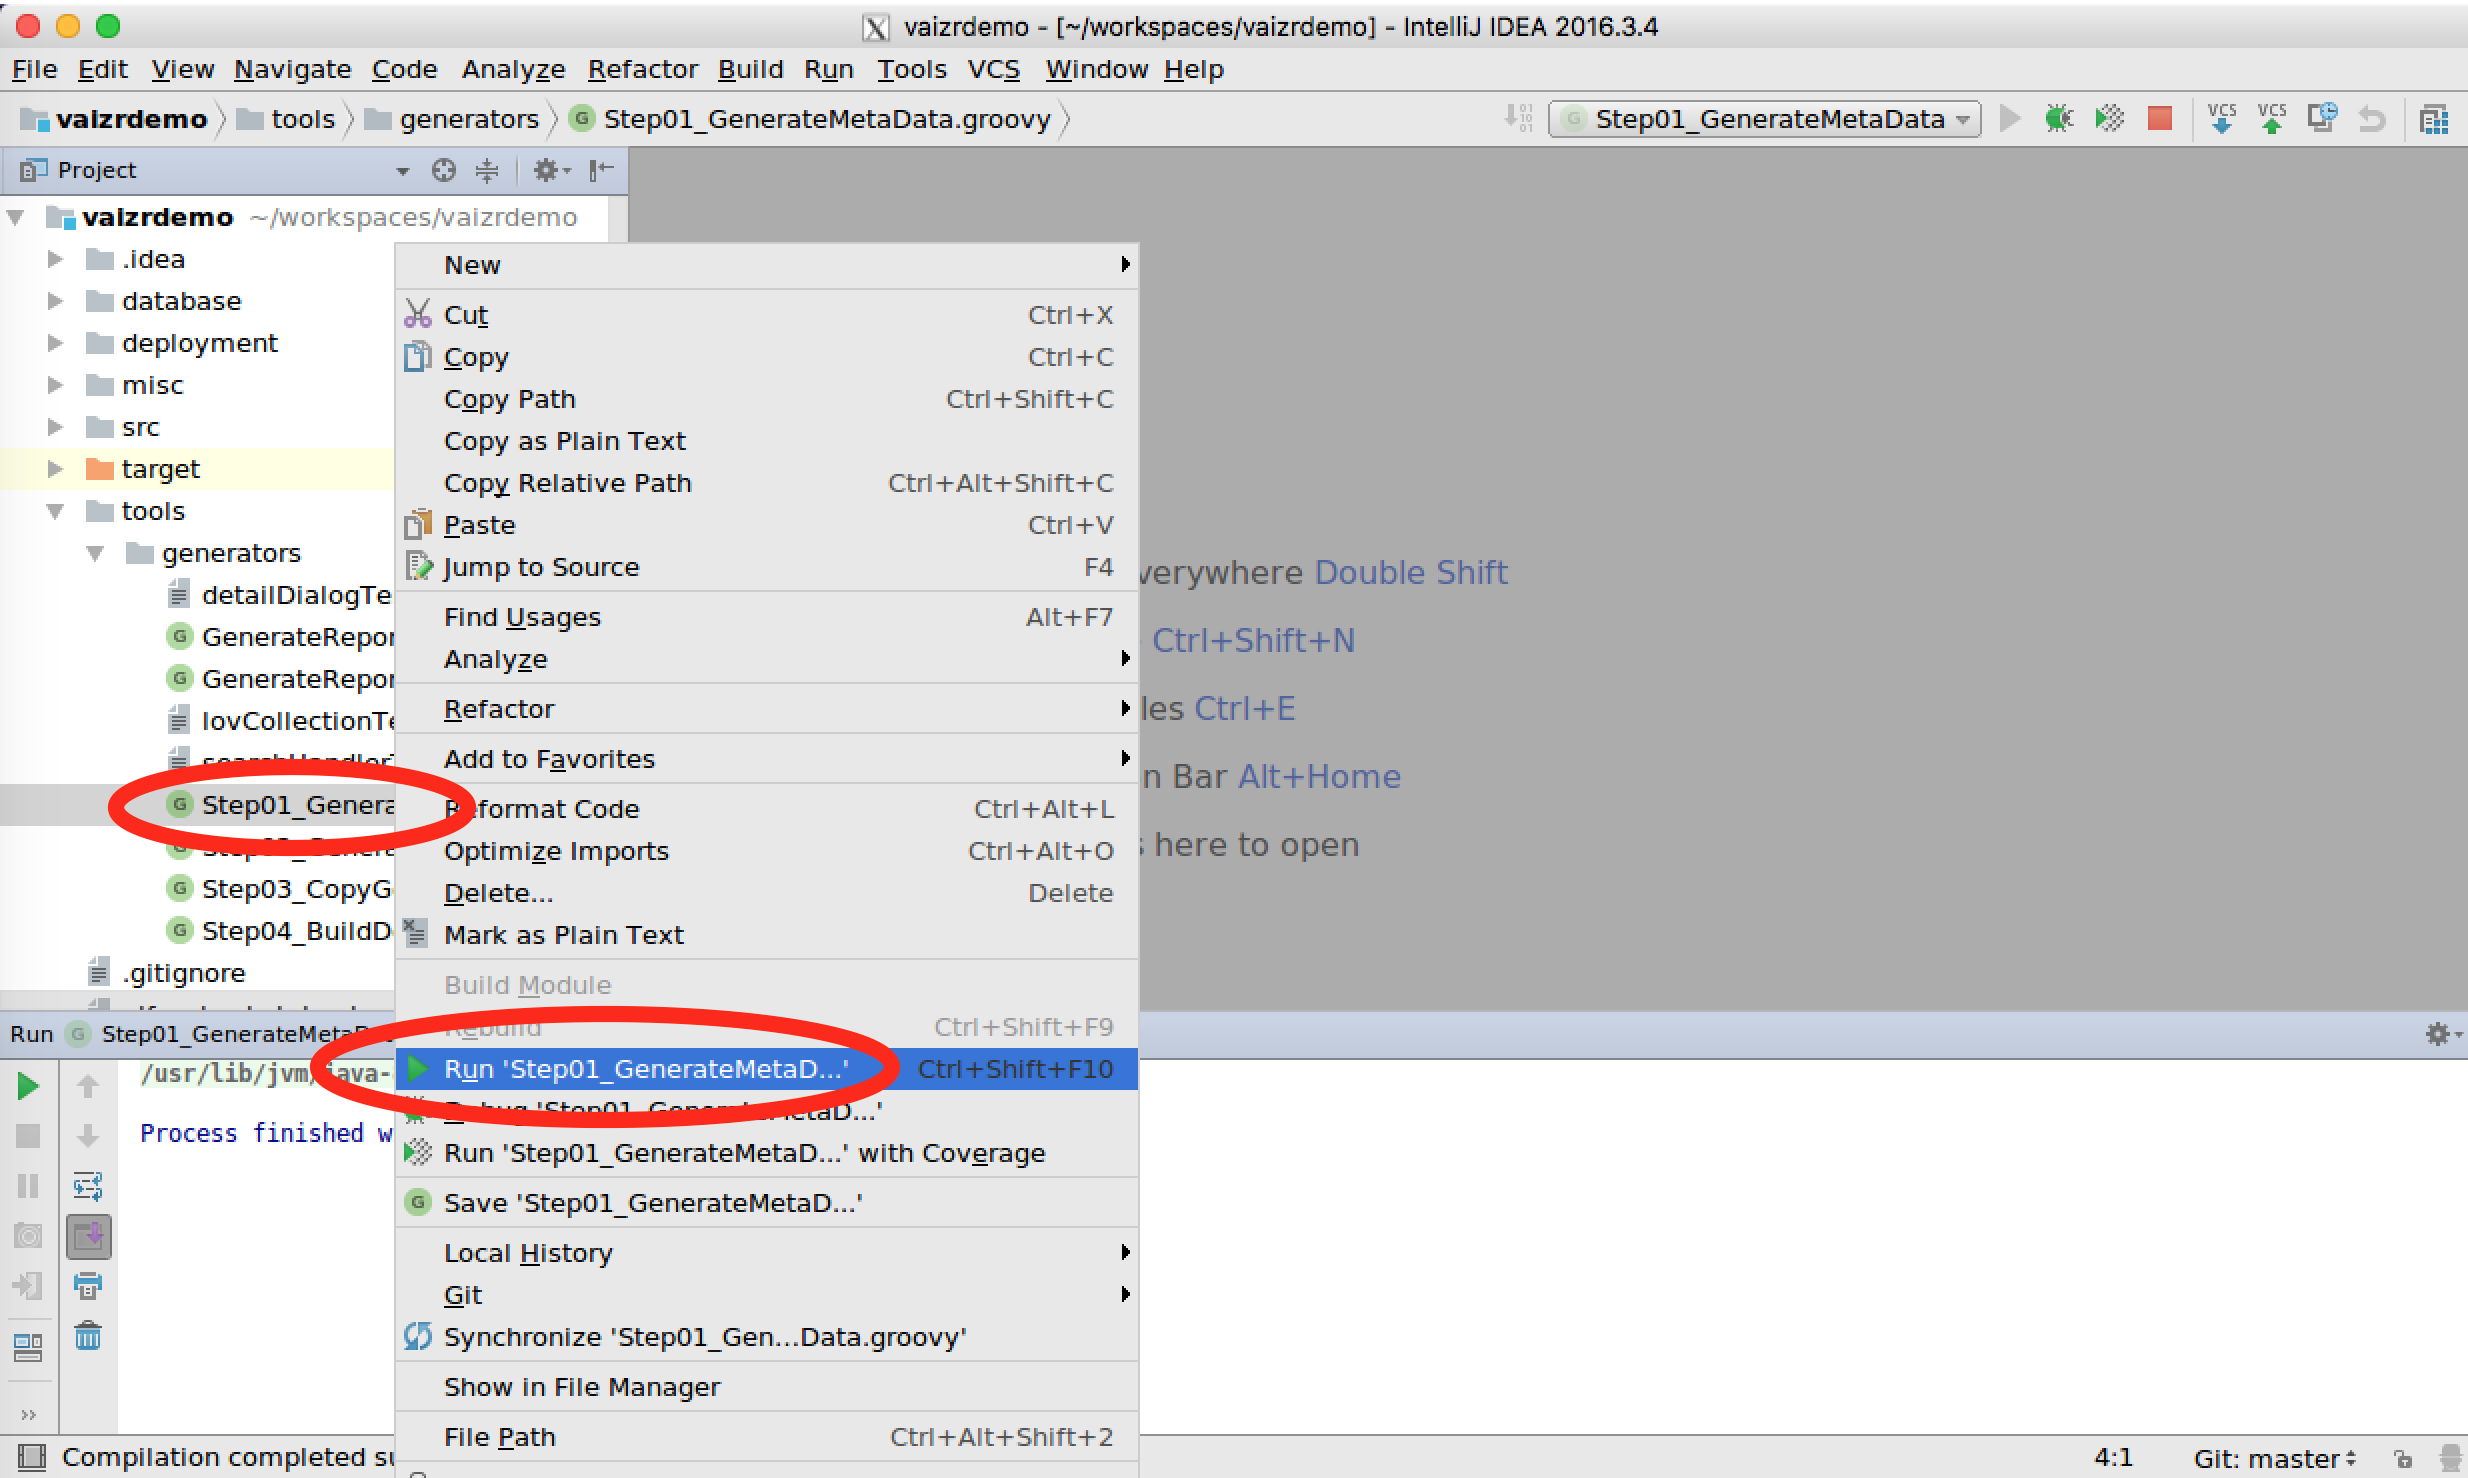 vaizrdemo - [~/workspaces/vaizrdemo] - IntelliJ IDEA 2016.3.4
File Edit View Navigate Code Analyze Refactor Build Run Tools VCS Window Help
vaizrdemo tools generators Step01_GenerateMetaData.groovy
Step01_GenerateMetaData VCS VCS
Project
vaizrdemo ~/workspaces/vaizrdemo
.idea
database
deployment
misc
src
target
tools
generators
detailDialogTe
GenerateRepor
GenerateRepor
lovCollectionTe
searchHandler
Step01_Genera
Step03_CopyG
Step04_BuildD
.gitignore
New
Cut Ctrl+X
Copy Ctrl+C
Copy Path Ctrl+Shift+C
Copy as Plain Text
Copy Relative Path Ctrl+Alt+Shift+C
Paste Ctrl+V
Jump to Source F4
Find Usages Alt+F7
Analyze
Refactor
Add to Favorites
Reformat Code Ctrl+Alt+L
Optimize Imports Ctrl+Alt+O
Delete... Delete
Mark as Plain Text
Build Module
Rebuild Ctrl+Shift+F9
Run 'Step01_GenerateMetaD...' Ctrl+Shift+F10
Debug 'Step01_GenerateMetaD...'
Run 'Step01_GenerateMetaD...' with Coverage
Save 'Step01_GenerateMetaD...'
Local History
Git
Synchronize 'Step01_Gen...Data.groovy'
Show in File Manager
File Path Ctrl+Alt+Shift+2
verywhere Double Shift
Ctrl+Shift+N
les Ctrl+E
n Bar Alt+Home
s here to open
Run Step01_GenerateMetaD
/usr/lib/jvm/java-
Process finished w
Compilation completed su
4:1 Git: master